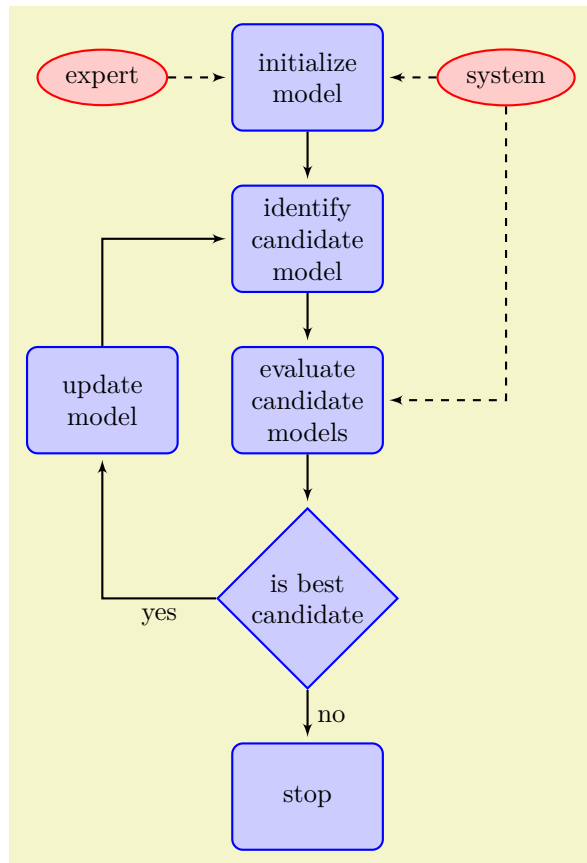 expert
initialize
model
system
identify
candidate
model
update
model
evaluate
candidate
models
is best
candidate
yes
no
stop